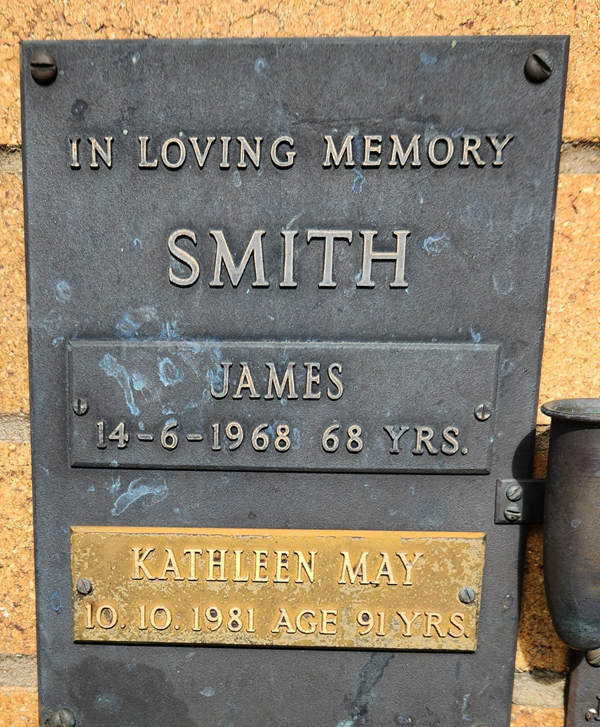 IN LOVING MEMORY
SMITH
JAMES
14-6-1968 68 YRS.
KATHLEEN MAY
10.10.1981 AGE 91 YRS.